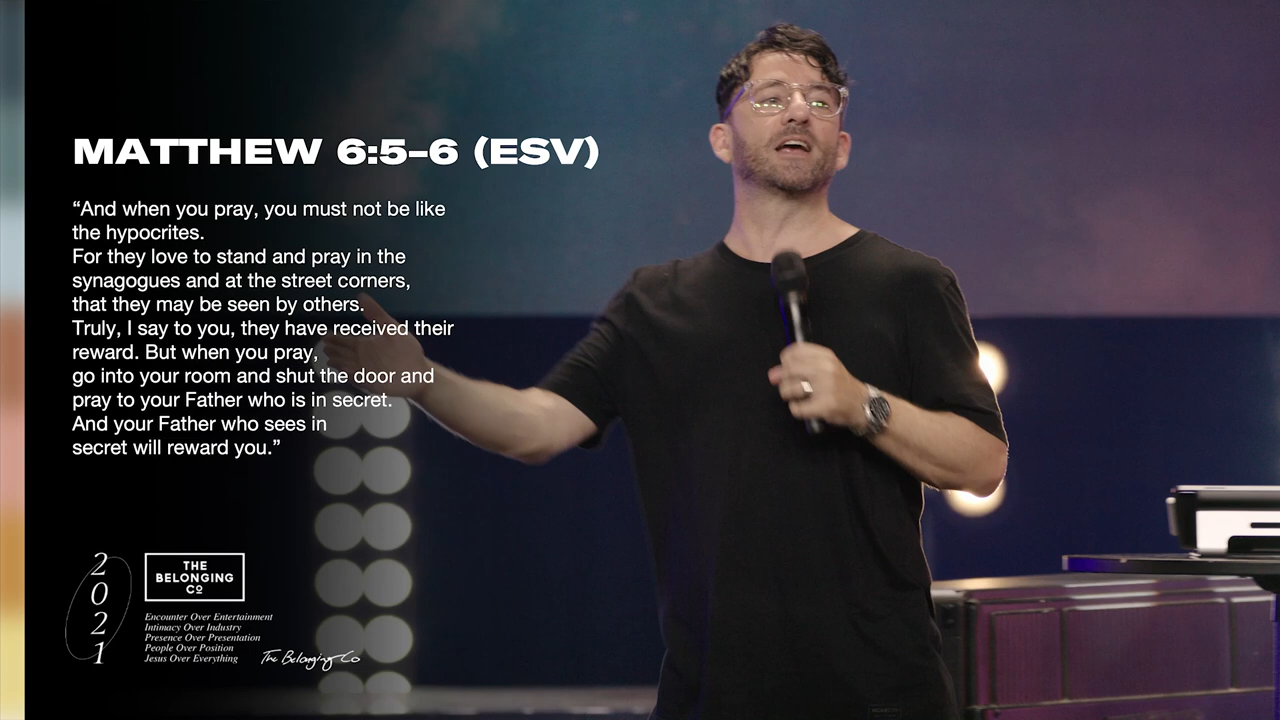 MATTHEW 6:5–6 (ESV)
“And when you pray, you must not be like
the hypocrites.
For they love to stand and pray in the
synagogues and at the street corners,
that they may be seen by others.
Truly, I say to you, they have received their
reward. But when you pray,
go into your room and shut the door and
pray to your Father who is in secret.
And your Father who sees in
secret will reward you.”
2021
THE
BELONGING
CO
Encounter Over Entertainment
Intimacy Over Industry
Presence Over Presentation
People Over Position
Jesus Over Everything
The Belonging Co